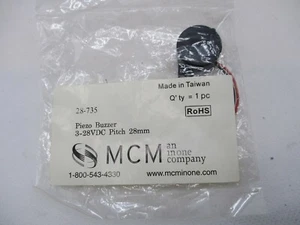 Made in Taiwan
28-735
Q'ty = 1 pc
RoHS
Piezo Buzzer
3-28VDC Pitch 28mm
MCM
an
inone
company
1-800-543-4330
www.mcminone.com